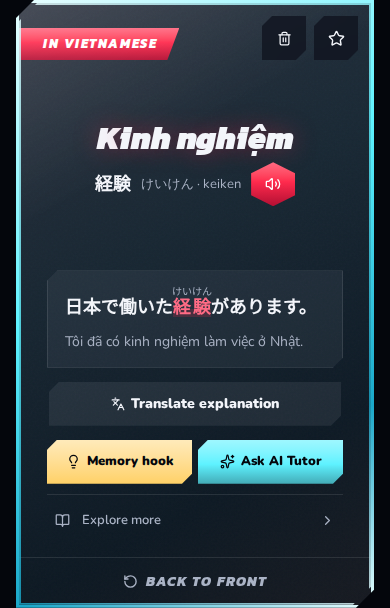 IN VIETNAMESE
Kinh nghiệm
経験 けいけん · keiken
けいけん
日本で働いた経験があります。
Tôi đã có kinh nghiệm làm việc ở Nhật.
Translate explanation
Memory hook
Ask AI Tutor
Explore more
BACK TO FRONT